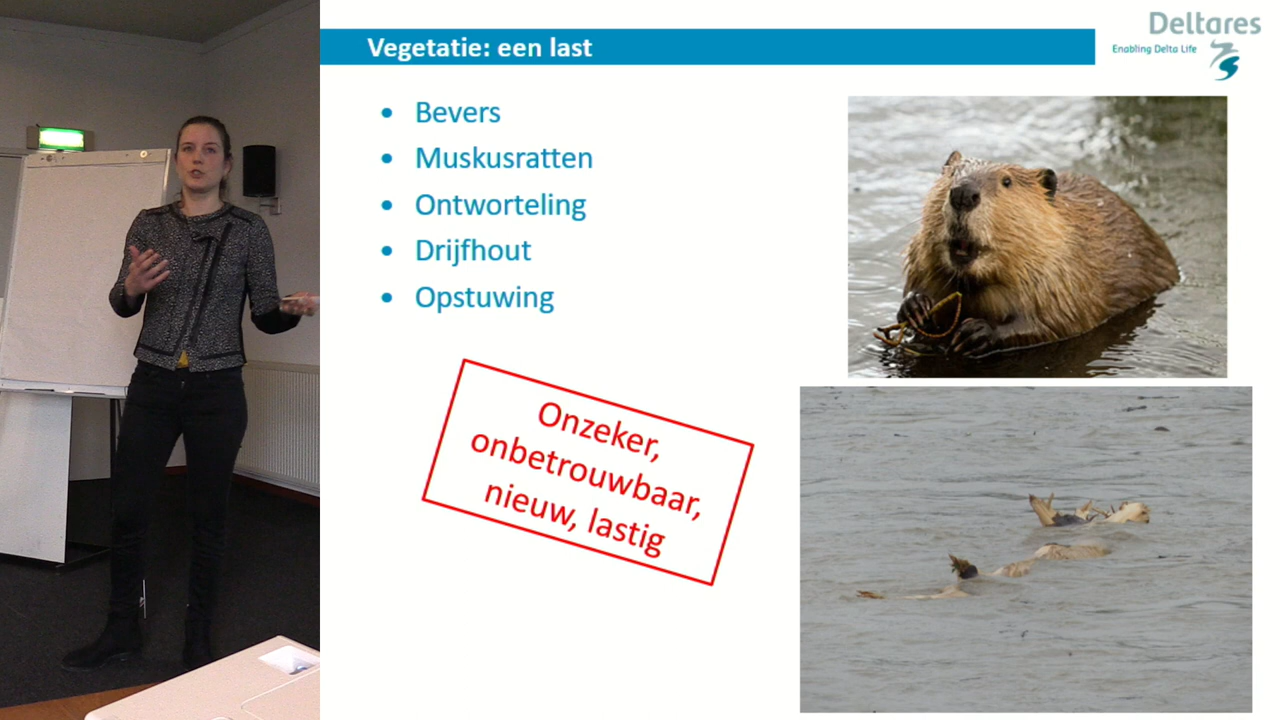 Vegetatie: een last
Deltares
Enabling Delta Life
• Bevers
• Muskusratten
• Ontworteling
• Drijfhout
• Opstuwing
Onzeker,
onbetrouwbaar,
nieuw, lastig